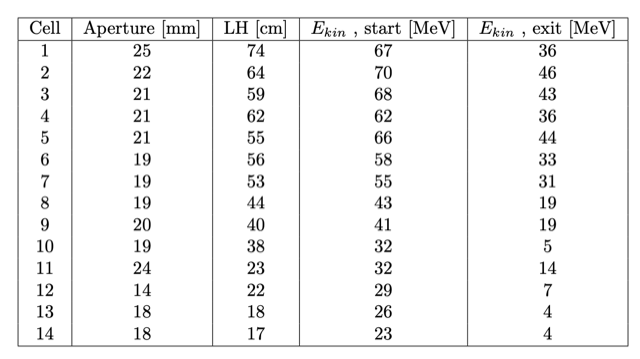 Cell Aperture [mm] LH [cm] E_kin , start [MeV] E_kin , exit [MeV]
1 25 74 67 36
2 22 64 70 46
3 21 59 68 43
4 21 62 62 36
5 21 55 66 44
6 19 56 58 33
7 19 53 55 31
8 19 44 43 19
9 20 40 41 19
10 19 38 32 5
11 24 23 32 14
12 14 22 29 7
13 18 18 26 4
14 18 17 23 4